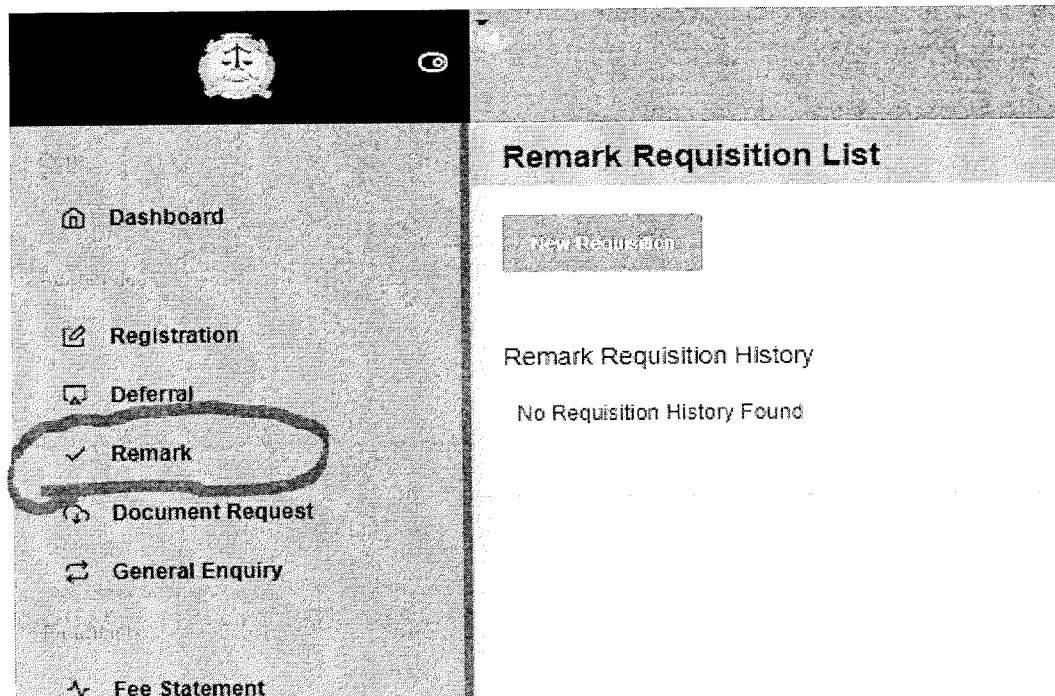 Dashboard
Registration
Deferral
Remark
Document Request
General Enquiry
Fee Statement
Remark Requisition List
New Requisition
Remark Requisition History
No Requisition History Found